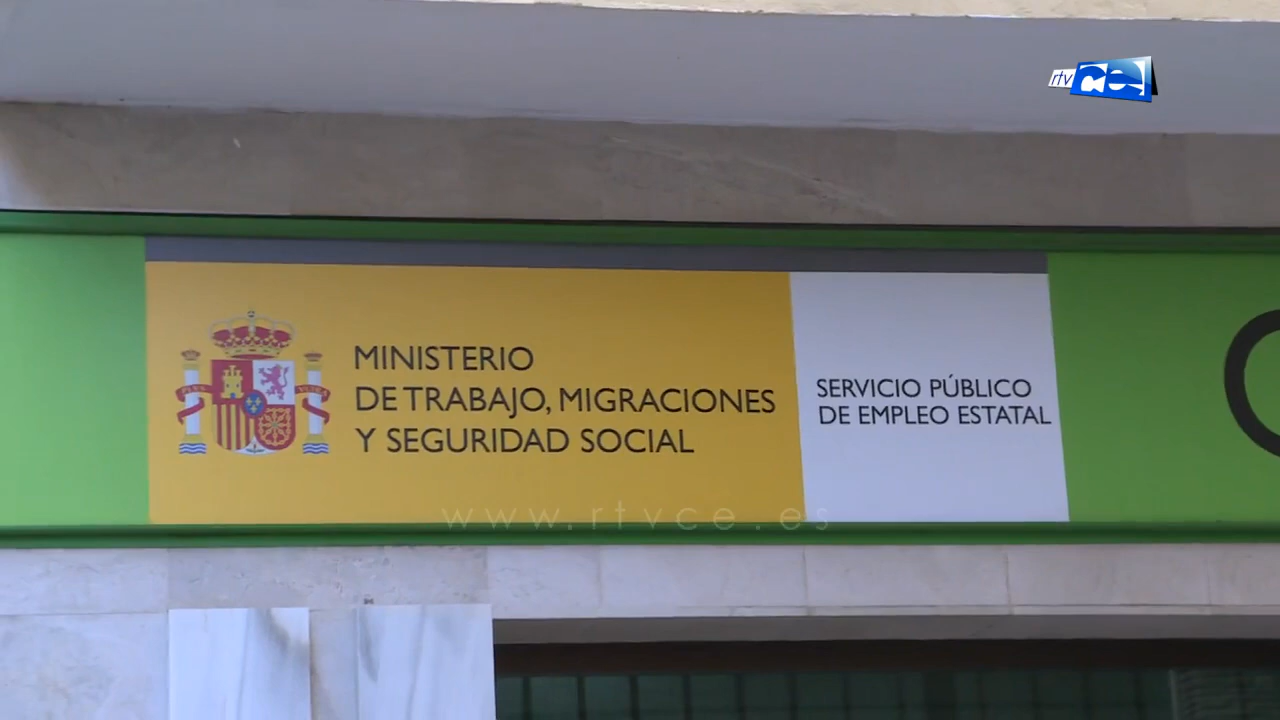 rtv ce
MINISTERIO
DE TRABAJO, MIGRACIONES
Y SEGURIDAD SOCIAL
SERVICIO PÚBLICO
DE EMPLEO ESTATAL
www.rtvce.es